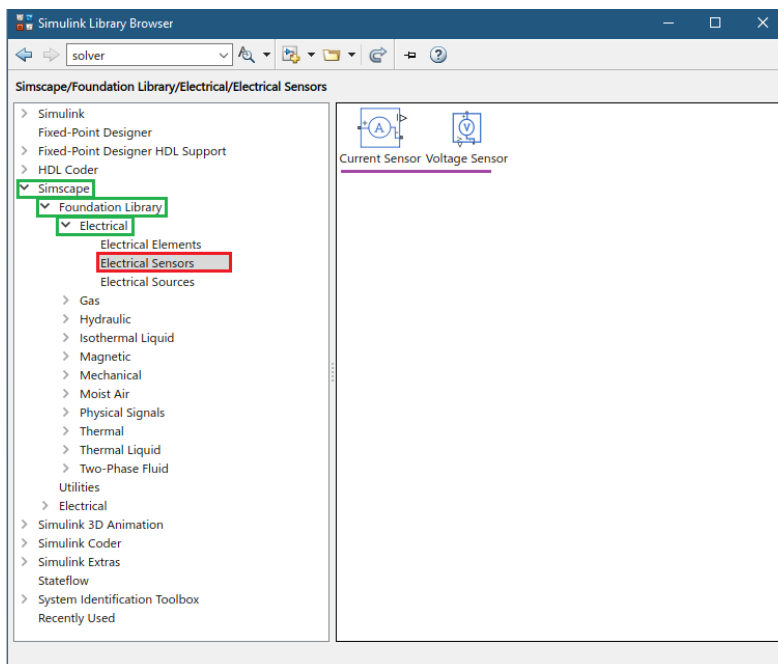 Simulink Library Browser
solver
Simscape/Foundation Library/Electrical/Electrical Sensors
Simulink
Fixed-Point Designer
Fixed-Point Designer HDL Support
HDL Coder
Simscape
Foundation Library
Electrical
Electrical Elements
Electrical Sensors
Electrical Sources
Gas
Hydraulic
Isothermal Liquid
Magnetic
Mechanical
Moist Air
Physical Signals
Thermal
Thermal Liquid
Two-Phase Fluid
Utilities
Electrical
Simulink 3D Animation
Simulink Coder
Simulink Extras
Stateflow
System Identification Toolbox
Recently Used
A
V
Current Sensor Voltage Sensor